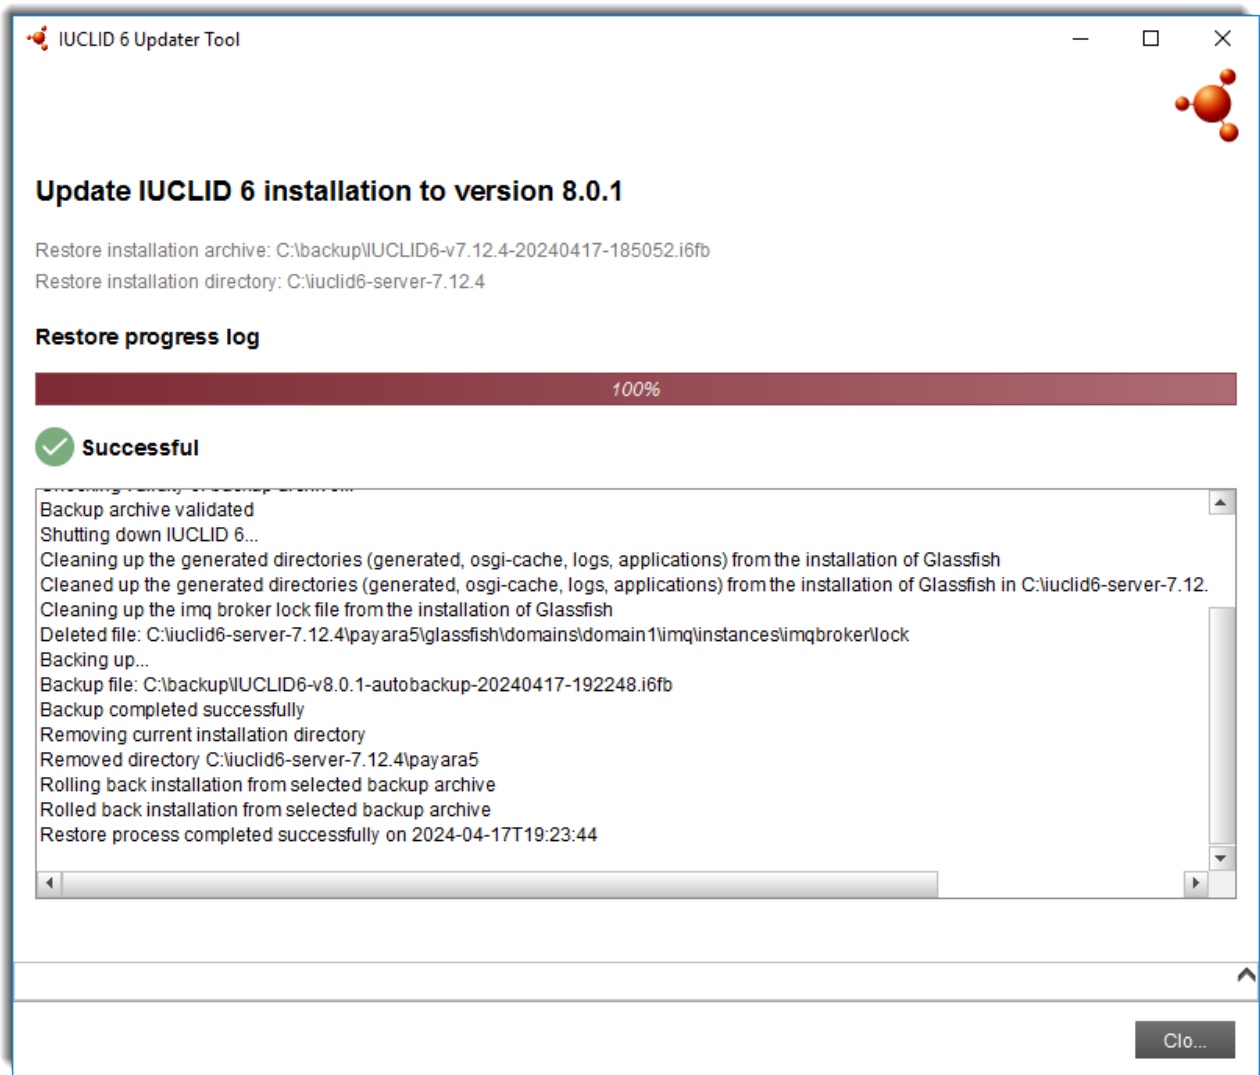 IUCLID 6 Updater Tool
Update IUCLID 6 installation to version 8.0.1
Restore installation archive: C:\backup\IUCLID6-v7.12.4-20240417-185052.i6fb
Restore installation directory: C:\iuclid6-server-7.12.4
Restore progress log
100%
Successful
Backup archive validated
Shutting down IUCLID 6...
Cleaning up the generated directories (generated, osgi-cache, logs, applications) from the installation of Glassfish
Cleaned up the generated directories (generated, osgi-cache, logs, applications) from the installation of Glassfish in C:\iuclid6-server-7.12.
Cleaning up the imq broker lock file from the installation of Glassfish
Deleted file: C:\iuclid6-server-7.12.4\payara5\glassfish\domains\domain1\imq\instances\imqbroker\lock
Backing up...
Backup file: C:\backup\IUCLID6-v8.0.1-autobackup-20240417-192248.i6fb
Backup completed successfully
Removing current installation directory
Removed directory C:\iuclid6-server-7.12.4\payara5
Rolling back installation from selected backup archive
Rolled back installation from selected backup archive
Restore process completed successfully on 2024-04-17T19:23:44
Clo...